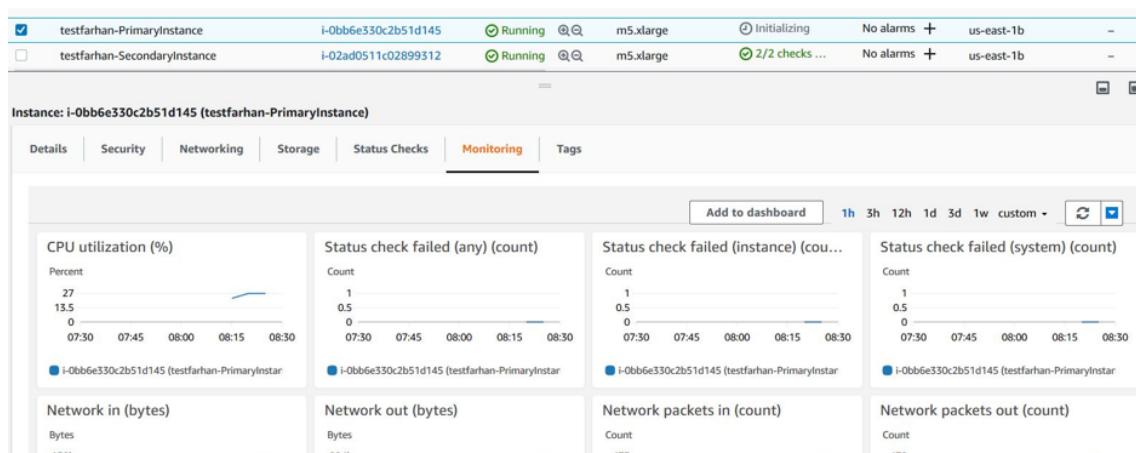 testfarhan-PrimaryInstance i-0bb6e330c2b51d145 Running m5.xlarge Initializing No alarms + us-east-1b –
testfarhan-SecondaryInstance i-02ad0511c02899312 Running m5.xlarge 2/2 checks ... No alarms + us-east-1b –
Instance: i-0bb6e330c2b51d145 (testfarhan-PrimaryInstance)
Details Security Networking Storage Status Checks Monitoring Tags
Add to dashboard 1h 3h 12h 1d 3d 1w custom
CPU utilization (%) Status check failed (any) (count) Status check failed (instance) (cou... Status check failed (system) (count)
Percent Count Count Count
27 1 1 1
13.5 0.5 0.5 0.5
0 0 0 0
07:30 07:45 08:00 08:15 08:30 07:30 07:45 08:00 08:15 08:30 07:30 07:45 08:00 08:15 08:30 07:30 07:45 08:00 08:15 08:30
i-0bb6e330c2b51d145 (testfarhan-PrimaryInstar i-0bb6e330c2b51d145 (testfarhan-PrimaryInstar i-0bb6e330c2b51d145 (testfarhan-PrimaryInstar i-0bb6e330c2b51d145 (testfarhan-PrimaryInstar
Network in (bytes) Network out (bytes) Network packets in (count) Network packets out (count)
Bytes Bytes Count Count